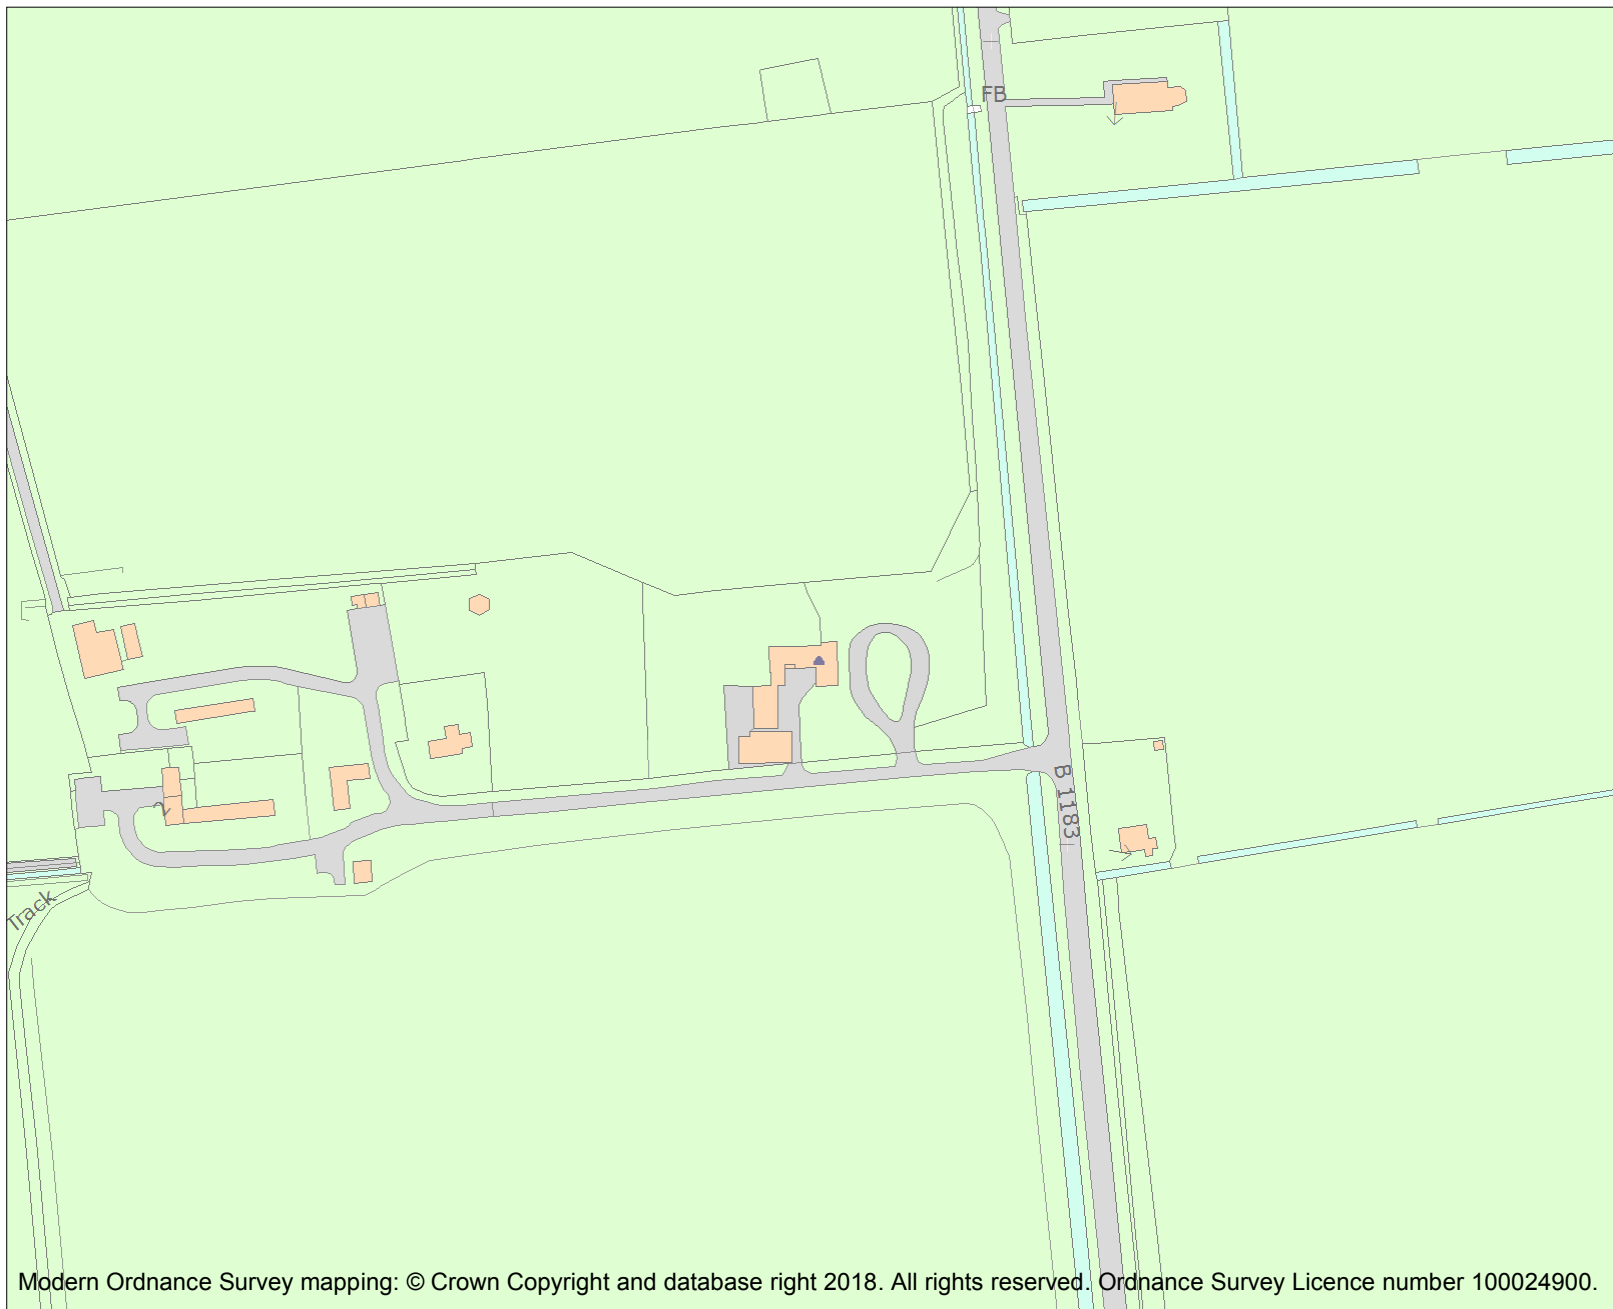 FB
B 1183
2
Track
Modern Ordnance Survey mapping: © Crown Copyright and database right 2018. All rights reserved. Ordnance Survey Licence number 100024900.